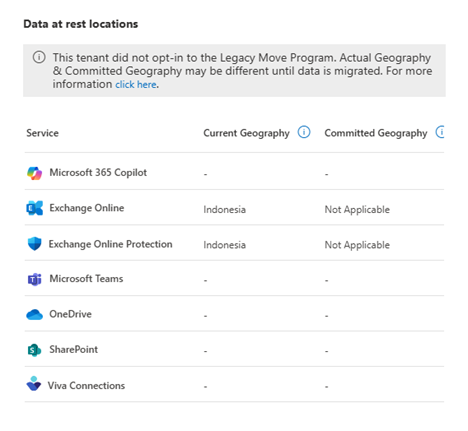 Data at rest locations
This tenant did not opt-in to the Legacy Move Program. Actual Geography
& Committed Geography may be different until data is migrated. For more
information click here.
Service Current Geography Committed Geography
Microsoft 365 Copilot - -
Exchange Online Indonesia Not Applicable
Exchange Online Protection Indonesia Not Applicable
Microsoft Teams - -
OneDrive - -
SharePoint - -
Viva Connections - -